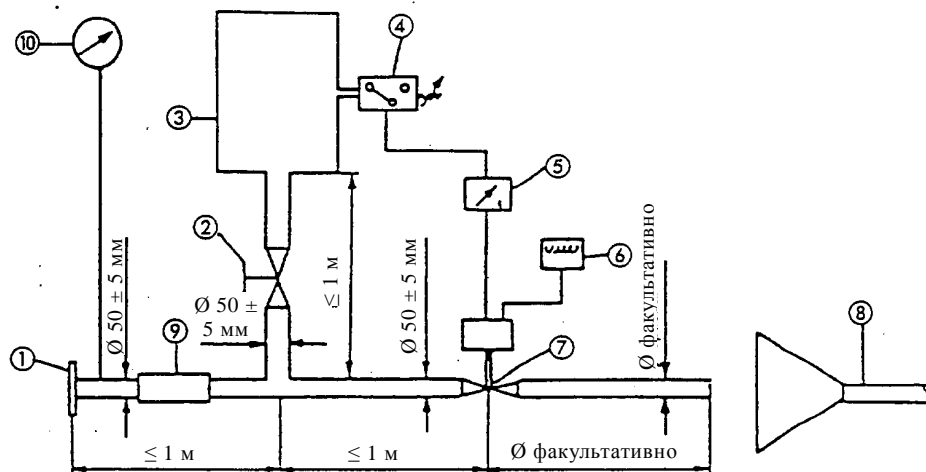 10
4
3
5
2
6
Ø 50 ± 5 мм
Ø 50 ±
5 мм
≤ 1 м
Ø 50 ± 5 мм
Ø факультативно
7
8
1
9
≤ 1 м
≤ 1 м
Ø факультативно